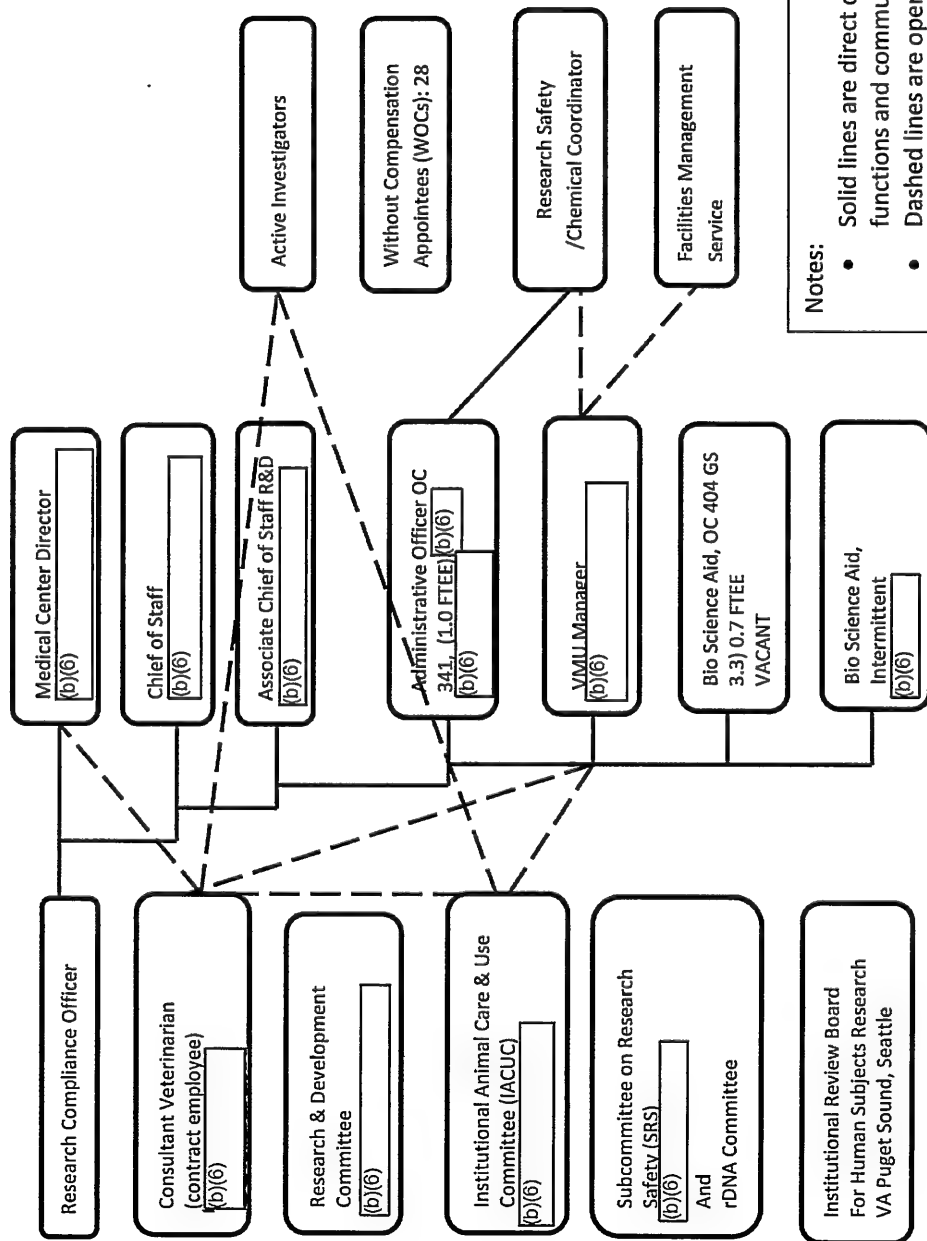 Research Compliance Officer
Consultant Veterinarian
(contract employee)
(b)(6)
Research & Development
Committee
(b)(6)
Institutional Animal Care & Use
Committee (IACUC)
(b)(6)
Subcommittee on Research
Safety (SRS)
(b)(6)
And
rDNA Committee
Institutional Review Board
For Human Subjects Research
VA Puget Sound, Seattle
Medical Center Director
(b)(6)
Chief of Staff
(b)(6)
Associate Chief of Staff R&D
(b)(6)
Administrative Officer OC
341, (1.0 FTEE) (b)(6)
(b)(6)
VMU Manager
(b)(6)
Bio Science Aid, OC 404 GS
3.3) 0.7 FTEE
VACANT
Bio Science Aid,
Intermittent
(b)(6)
Active Investigators
Without Compensation
Appointees (WOCs): 28
Research Safety
/Chemical Coordinator
Facilities Management
Service
Notes:
• Solid lines are direct
functions and
• Dashed lines are